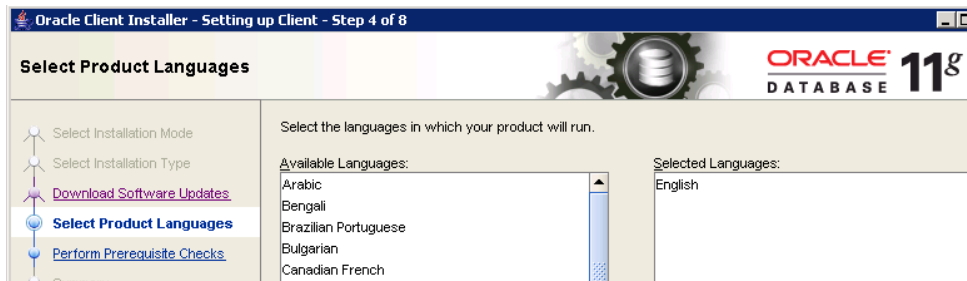 Oracle Client Installer - Setting up Client - Step 4 of 8
Select Product Languages
ORACLE
DATABASE
11g
Select Installation Mode
Select Installation Type
Download Software Updates
Select Product Languages
Perform Prerequisite Checks
Select the languages in which your product will run.
Available Languages:
Arabic
Bengali
Brazilian Portuguese
Bulgarian
Canadian French
Selected Languages:
English